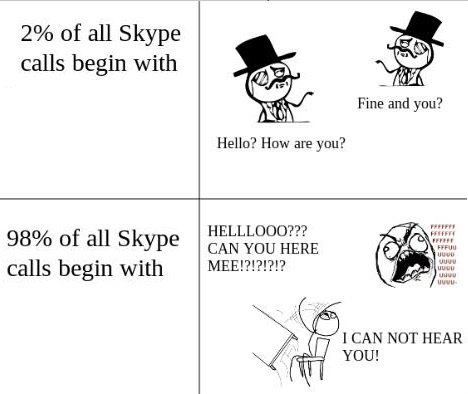 2% of all Skype
calls begin with
Fine and you?
Hello? How are you?
98% of all Skype
calls begin with
HELLLOOO???
CAN YOU HERE
MEE!?!?!?!?
FFFFFFF
FFFFFFF
FFFFFF
FFFUU
UUUU
UUUU
UUUUU
UUUU
UUUU-
I CAN NOT HEAR
YOU!